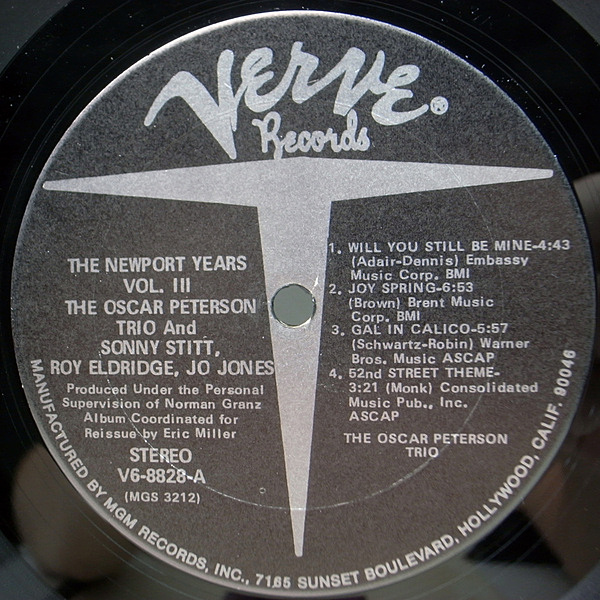 Verve®
Records
THE NEWPORT YEARS
VOL. III
THE OSCAR PETERSON
TRIO And
SONNY STITT,
ROY ELDRIDGE, JO JONES
Produced Under the Personal
Supervision of Norman Granz
Album Coordinated for
Reissue by Eric Miller
STEREO
V6-8828-A
(MGS 3212)
1. WILL YOU STILL BE MINE-4:43
(Adair-Dennis) Embassy
Music Corp. BMI
2. JOY SPRING-6:53
(Brown) Brent Music
Corp. BMI
3. GAL IN CALICO-5:57
(Schwartz-Robin) Warner
Bros. Music ASCAP
4. 52nd STREET THEME-
3:21 (Monk) Consolidated
Music Pub., Inc.
ASCAP
THE OSCAR PETERSON
TRIO
MANUFACTURED BY MGM RECORDS, INC., 7165 SUNSET BOULEVARD, HOLLYWOOD, CALIF. 90046